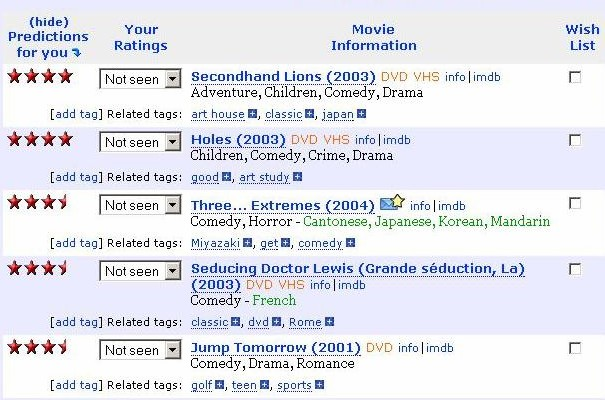 (hide) Predictions for you
Your Ratings
Movie Information
Wish List
Not seen Secondhand Lions (2003) DVD VHS info|imdb
Adventure, Children, Comedy, Drama
[add tag] Related tags: art house, classic, japan
Not seen Holes (2003) DVD VHS info|imdb
Children, Comedy, Crime, Drama
[add tag] Related tags: good, art study
Not seen Three... Extremes (2004) info|imdb
Comedy, Horror - Cantonese, Japanese, Korean, Mandarin
[add tag] Related tags: Miyazaki, get, comedy
Not seen Seducing Doctor Lewis (Grande séduction, La)
(2003) DVD VHS info|imdb
Comedy - French
[add tag] Related tags: classic, dvd, Rome
Not seen Jump Tomorrow (2001) DVD info|imdb
Comedy, Drama, Romance
[add tag] Related tags: golf, teen, sports